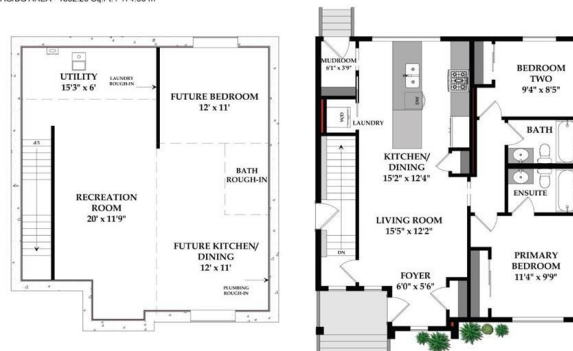 UTILITY
15'3" x 6'
LAUNDRY
ROUGH-IN
FUTURE BEDROOM
12' x 11'
UP
BATH
ROUGH-IN
RECREATION
ROOM
20' x 11'9"
FUTURE KITCHEN/
DINING
12' x 11'
PLUMBING
ROUGH-IN
MUDROOM
6'1" x 3'9"
BEDROOM
TWO
9'4" x 8'5"
DW
W/D
LAUNDRY
BATH
KITCHEN/
DINING
15'2" x 12'4"
ENSUITE
LIVING ROOM
15'5" x 12'2"
DN
FOYER
6'0" x 5'6"
PRIMARY
BEDROOM
11'4" x 9'9"